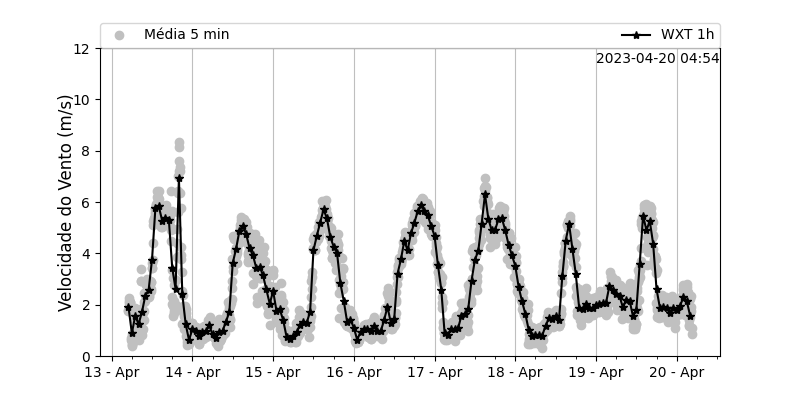 Média 5 min
WXT 1h
2023-04-20 04:54
Velocidade do Vento (m/s)
12
10
8
6
4
2
0
13 - Apr
14 - Apr
15 - Apr
16 - Apr
17 - Apr
18 - Apr
19 - Apr
20 - Apr